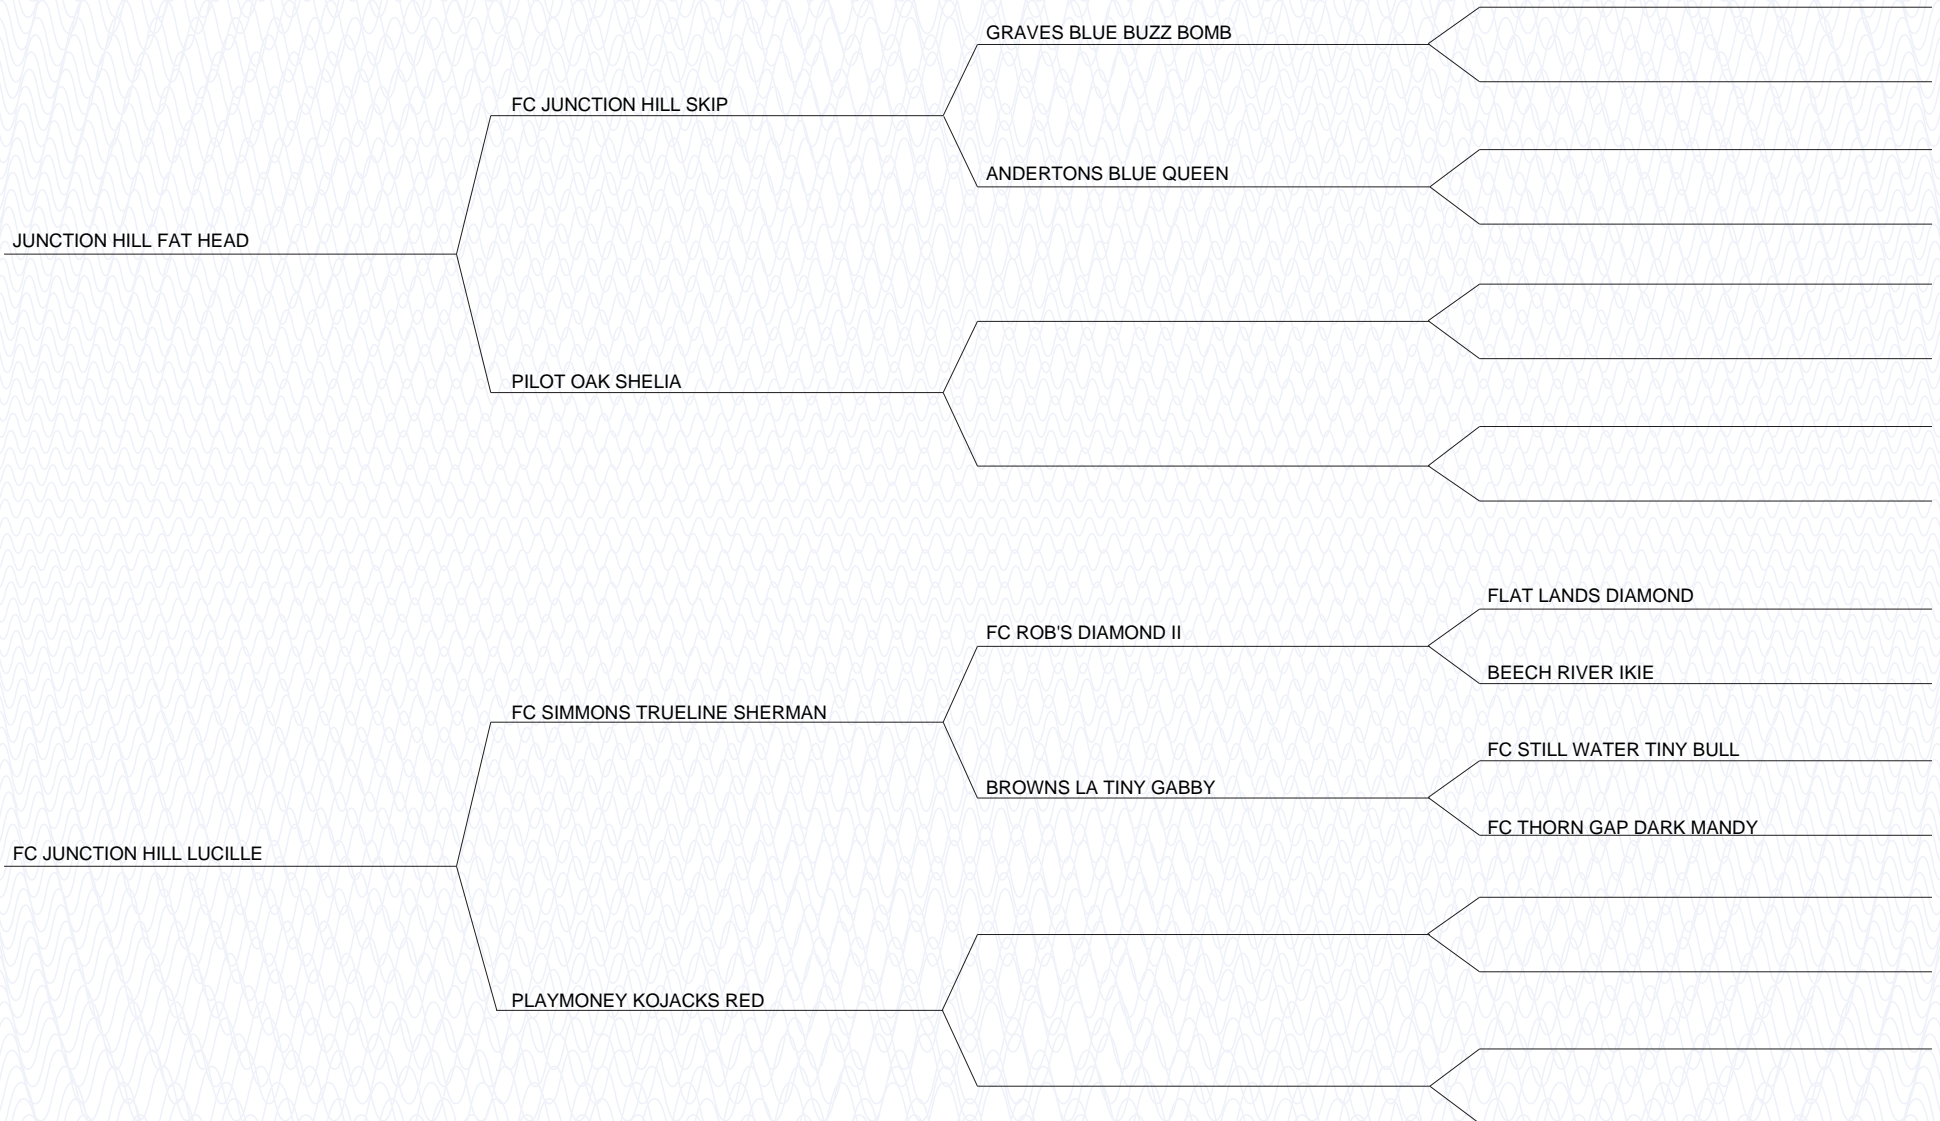 GRAVES BLUE BUZZ BOMB
FC JUNCTION HILL SKIP
ANDERTONS BLUE QUEEN
JUNCTION HILL FAT HEAD
PILOT OAK SHELIA
FLAT LANDS DIAMOND
FC ROB'S DIAMOND II
BEECH RIVER IKIE
FC SIMMONS TRUELINE SHERMAN
FC STILL WATER TINY BULL
BROWNS LA TINY GABBY
FC THORN GAP DARK MANDY
FC JUNCTION HILL LUCILLE
PLAYMONEY KOJACKS RED